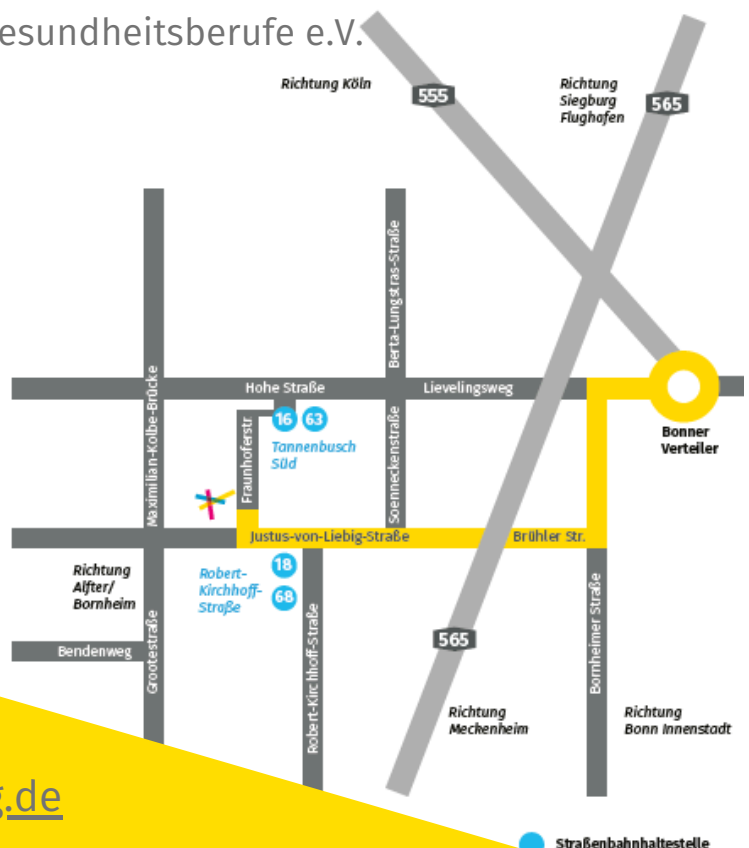 esundheitsberufe e.V.
Richtung Köln
555
Richtung
Siegburg
Flughafen
565
Berta-Lungstras-Straße
Maximilian-Kolbe-Brücke
Hohe Straße
Lievelingsweg
16 63
Tannenbusch
Süd
Fraunhoferstr.
Soenneckenstraße
Bonner
Verteiler
Justus-von-Liebig-Straße
Brühler Str.
Richtung
Alfter/
Bornheim
Robert-
Kirchhoff-
Straße
18
68
Grootestraße
Bendenweg
Robert-Kirchhoff-Straße
565
Bornheimer Straße
Richtung
Meckenheim
Richtung
Bonn Innenstadt
g.de
Straßenbahnhaltestelle